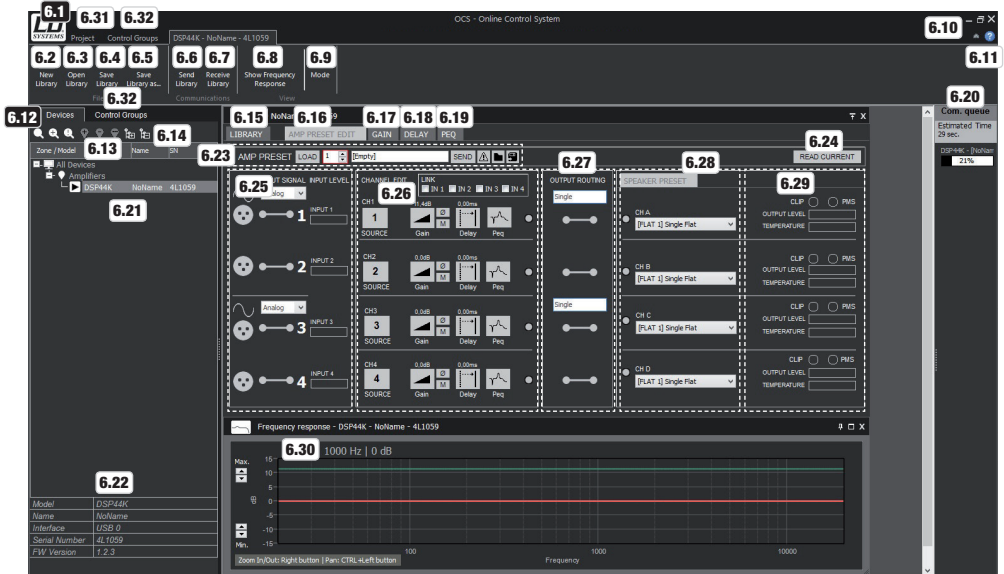 OCS - Online Control System
6.1
6.31
6.32
6.10
LD
SYSTEMS
Project
Control Groups
DSP44K - NoName - 4L1059
6.2
6.3
6.4
6.5
6.6
6.7
6.8
6.9
6.11
New Library
Open Library
Save Library
Save Library as...
Send Library
Receive Library
Show Frequency Response
Mode
6.32
Communications
View
6.12
Devices
Control Groups
6.13
6.14
Zone / Model
Name
SN
All Devices
Amplifiers
DSP44K NoName 4L1059
6.21
6.22
Model DSP44K
Name NoName
Interface USB 0
Serial Number 4L1059
FW Version 1.2.3
6.15
6.16
6.17
6.18
6.19
LIBRARY
AMP PRESET EDIT
GAIN
DELAY
PEQ
6.23
AMP PRESET
LOAD
1
[Empty]
SEND
6.24
READ CURRENT
6.25
6.26
6.27
6.28
6.29
INPUT LEVEL
CHANNEL EDIT
LINK
IN 1 IN 2 IN 3 IN 4
OUTPUT ROUTING
SPEAKER PRESET
1
INPUT 1
CH1
1
SOURCE
0,00ms
Ø
M
Gain
Delay
Peq
Single
CH A
[FLAT 1] Single Flat
CLIP
PMS
OUTPUT LEVEL
TEMPERATURE
2
INPUT 2
CH2
2
SOURCE
0,0dB
0,00ms
Ø
M
Gain
Delay
Peq
CH B
[FLAT 1] Single Flat
CLIP
PMS
OUTPUT LEVEL
TEMPERATURE
Analog
3
INPUT 3
CH3
3
SOURCE
0,0dB
0,00ms
Ø
M
Gain
Delay
Peq
Single
CH C
[FLAT 1] Single Flat
CLIP
PMS
OUTPUT LEVEL
TEMPERATURE
4
INPUT 4
CH4
4
SOURCE
0,0dB
0,00ms
Ø
M
Gain
Delay
Peq
CH D
[FLAT 1] Single Flat
CLIP
PMS
OUTPUT LEVEL
TEMPERATURE
Frequency response - DSP44K - NoName - 4L1059
6.30
1000 Hz | 0 dB
Max.
15
10
5
dB
0
-5
-10
-15
Min.
100
1000
10000
Zoom In/Out: Right button | Pan: CTRL+Left button
Frequency
6.20
Com. queue
Estimated Time
29 sec.
DSP44K - [NoNam
21%